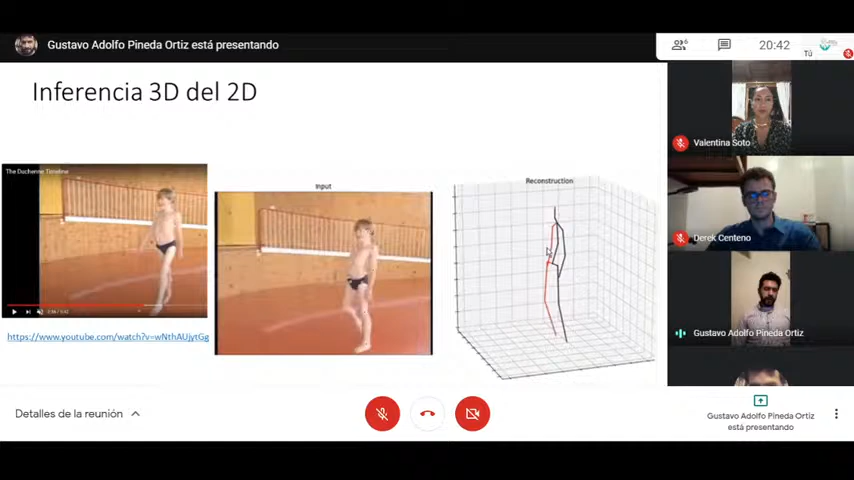 Gustavo Adolfo Pineda Ortiz está presentando
6
20:42
Tú
Inferencia 3D del 2D
The Duchenne Timeline
Input
Reconstruction
https://www.youtube.com/watch?v=wNthAUjytGg
Valentina Soto
Derek Centeno
Gustavo Adolfo Pineda Ortiz
Detalles de la reunión
Gustavo Adolfo Pineda Ortiz
está presentando